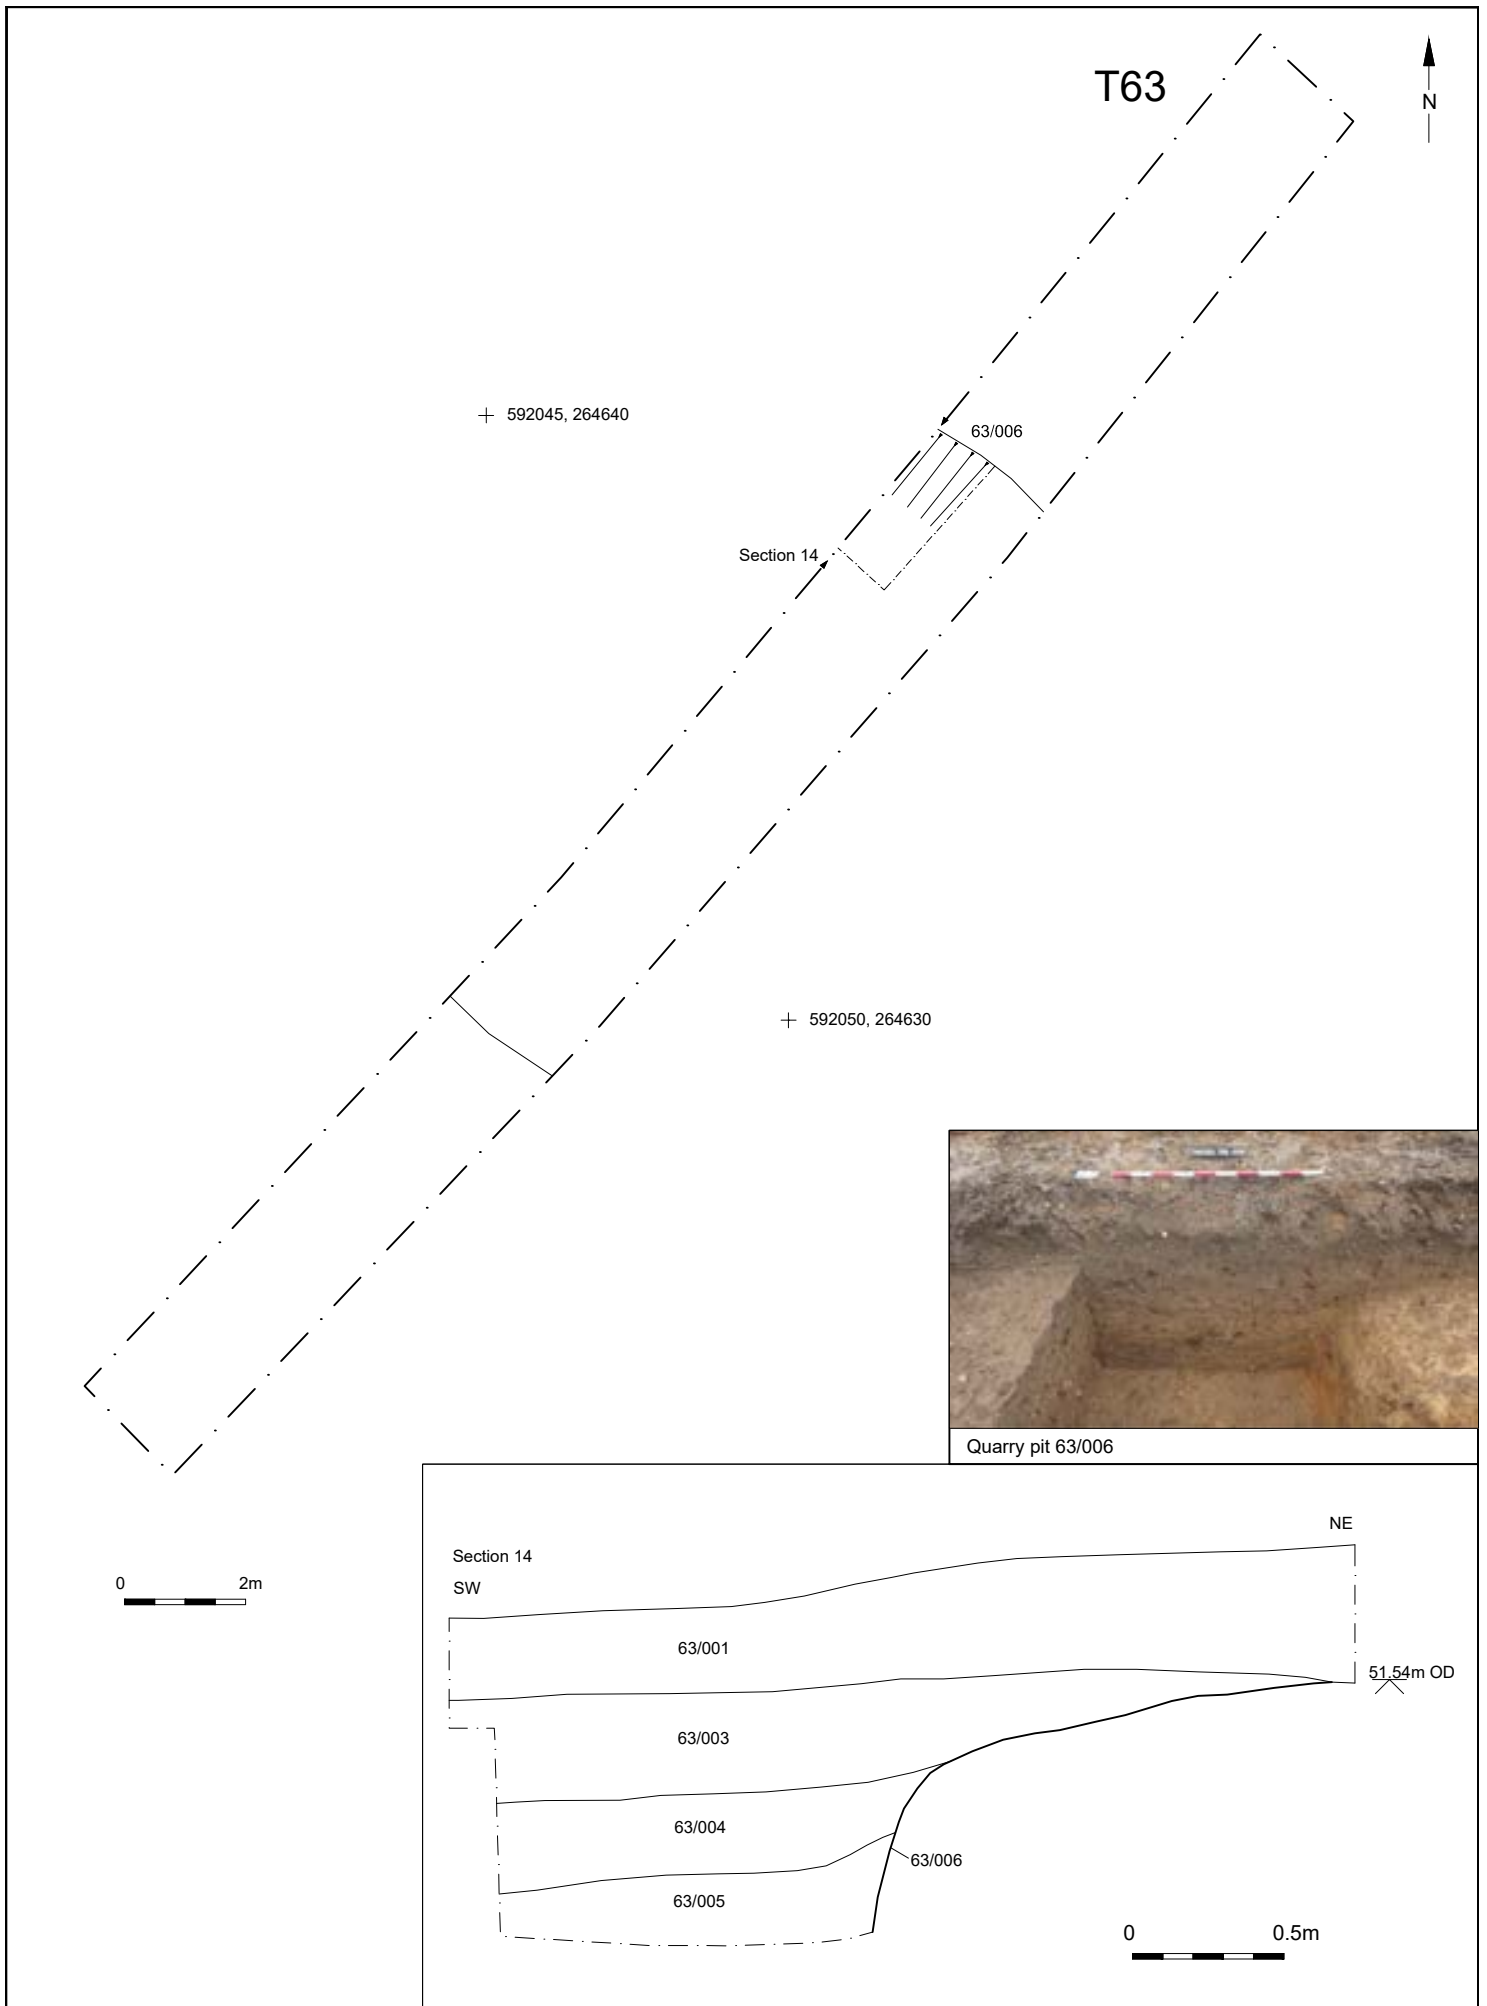 T63
N
592045, 264640
63/006
Section 14
592050, 264630
Quarry pit 63/006
0 2m
Section 14
SW
NE
63/001
51.54m OD
63/003
63/004
63/006
63/005
0 0.5m